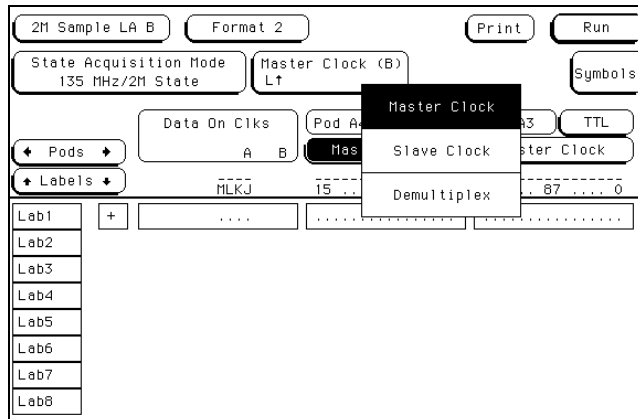 2M Sample LA B Format 2 Print Run
State Acquisition Mode
135 MHz/2M State
Master Clock (B)
L↑
Symbols
Master Clock
Slave Clock
Demultiplex
Data On Clks
A B
Pod A4
A3 TTL
← Pods →
Mas
ster Clock
↑ Labels ↓
MLKJ 15 .. .. 87 .... 0
Lab1 + .... ................ ................
Lab2
Lab3
Lab4
Lab5
Lab6
Lab7
Lab8